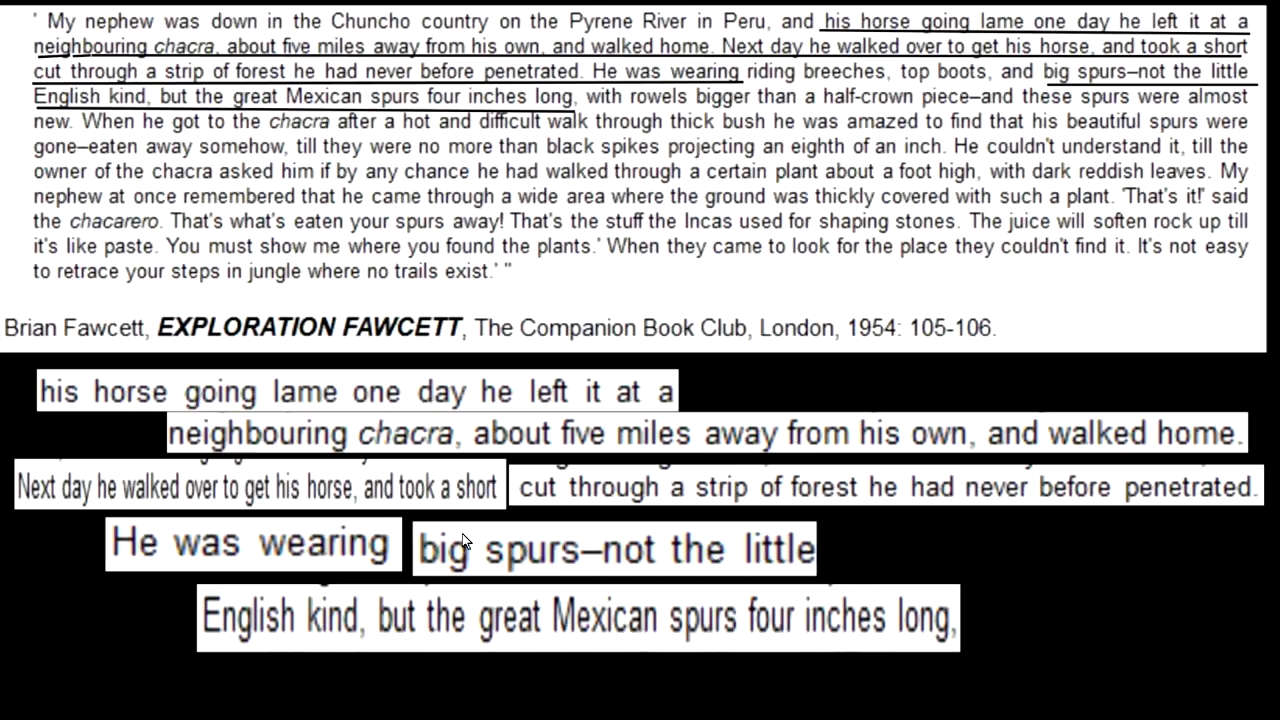 ' My nephew was down in the Chuncho country on the Pyrene River in Peru, and his horse going lame one day he left it at a
neighbouring chacra, about five miles away from his own, and walked home. Next day he walked over to get his horse, and took a short
cut through a strip of forest he had never before penetrated. He was wearing riding breeches, top boots, and big spurs–not the little
English kind, but the great Mexican spurs four inches long, with rowels bigger than a half-crown piece–and these spurs were almost
new. When he got to the chacra after a hot and difficult walk through thick bush he was amazed to find that his beautiful spurs were
gone–eaten away somehow, till they were no more than black spikes projecting an eighth of an inch. He couldn't understand it, till the
owner of the chacra asked him if by any chance he had walked through a certain plant about a foot high, with dark reddish leaves. My
nephew at once remembered that he came through a wide area where the ground was thickly covered with such a plant. 'That's it!' said
the chacarero. That's what's eaten your spurs away! That's the stuff the Incas used for shaping stones. The juice will soften rock up till
it's like paste. You must show me where you found the plants.' When they came to look for the place they couldn't find it. It's not easy
to retrace your steps in jungle where no trails exist.' "
Brian Fawcett, EXPLORATION FAWCETT, The Companion Book Club, London, 1954: 105-106.
his horse going lame one day he left it at a
neighbouring chacra, about five miles away from his own, and walked home.
Next day he walked over to get his horse, and took a short cut through a strip of forest he had never before penetrated.
He was wearing big spurs–not the little
English kind, but the great Mexican spurs four inches long,